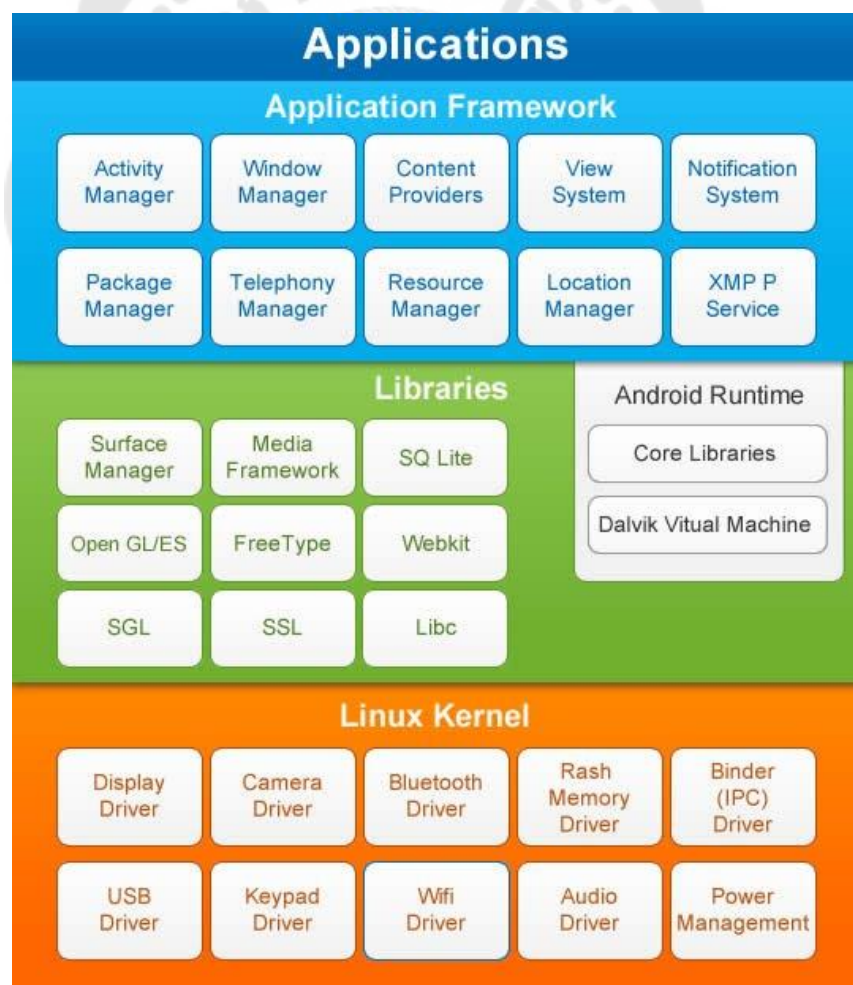 Applications
Application Framework
Activity
Manager
Window
Manager
Content
Providers
View
System
Notification
System
Package
Manager
Telephony
Manager
Resource
Manager
Location
Manager
XMP P
Service
Libraries
Surface
Manager
Media
Framework
SQ Lite
Open GL/ES
FreeType
Webkit
SGL
SSL
Libc
Android Runtime
Core Libraries
Dalvik Vitual Machine
Linux Kernel
Display
Driver
Camera
Driver
Bluetooth
Driver
Rash
Memory
Driver
Binder
(IPC)
Driver
USB
Driver
Keypad
Driver
Wifi
Driver
Audio
Driver
Power
Management